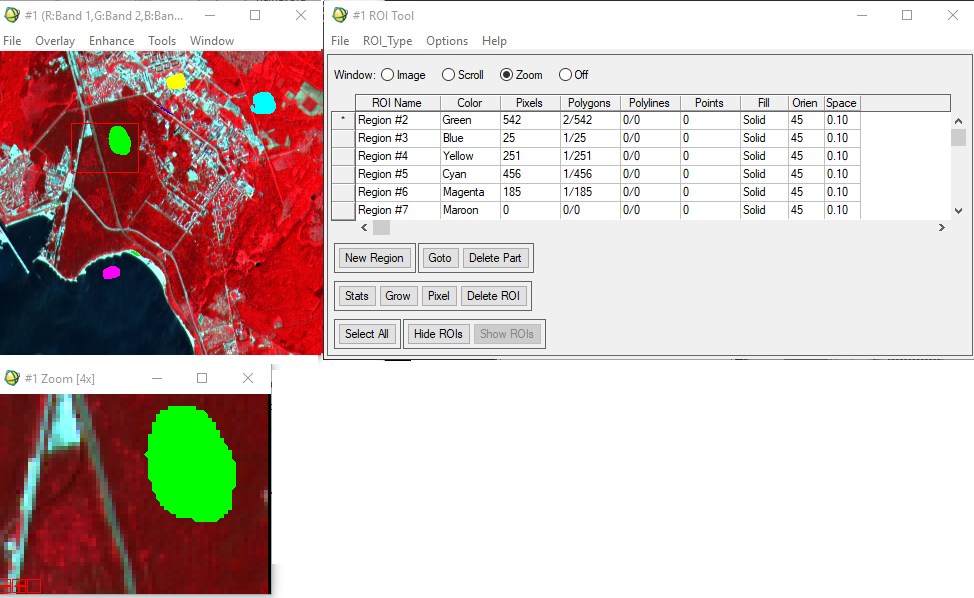 #1 (R:Band 1,G:Band 2,B:Ban...
File Overlay Enhance Tools Window
#1 ROI Tool
File ROI_Type Options Help
Window: Image Scroll Zoom Off
ROI Name Color Pixels Polygons Polylines Points Fill Orien Space
* Region #2 Green 542 2/542 0/0 0 Solid 45 0.10
Region #3 Blue 25 1/25 0/0 0 Solid 45 0.10
Region #4 Yellow 251 1/251 0/0 0 Solid 45 0.10
Region #5 Cyan 456 1/456 0/0 0 Solid 45 0.10
Region #6 Magenta 185 1/185 0/0 0 Solid 45 0.10
Region #7 Maroon 0 0/0 0/0 0 Solid 45 0.10
New Region Goto Delete Part
Stats Grow Pixel Delete ROI
Select All Hide ROIs Show ROIs
#1 Zoom [4x]